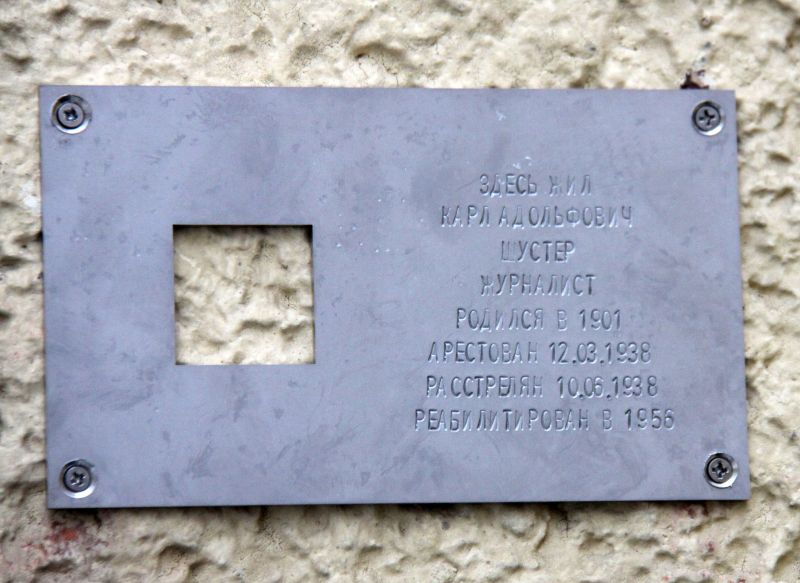 ЗДЕСЬ ЖИЛ
КАРЛ АДОЛЬФОВИЧ
ШУСТЕР
ЖУРНАЛИСТ
РОДИЛСЯ В 1901
АРЕСТОВАН 12.03.1938
РАССТРЕЛЯН 10.06.1938
РЕАБИЛИТИРОВАН В 1956